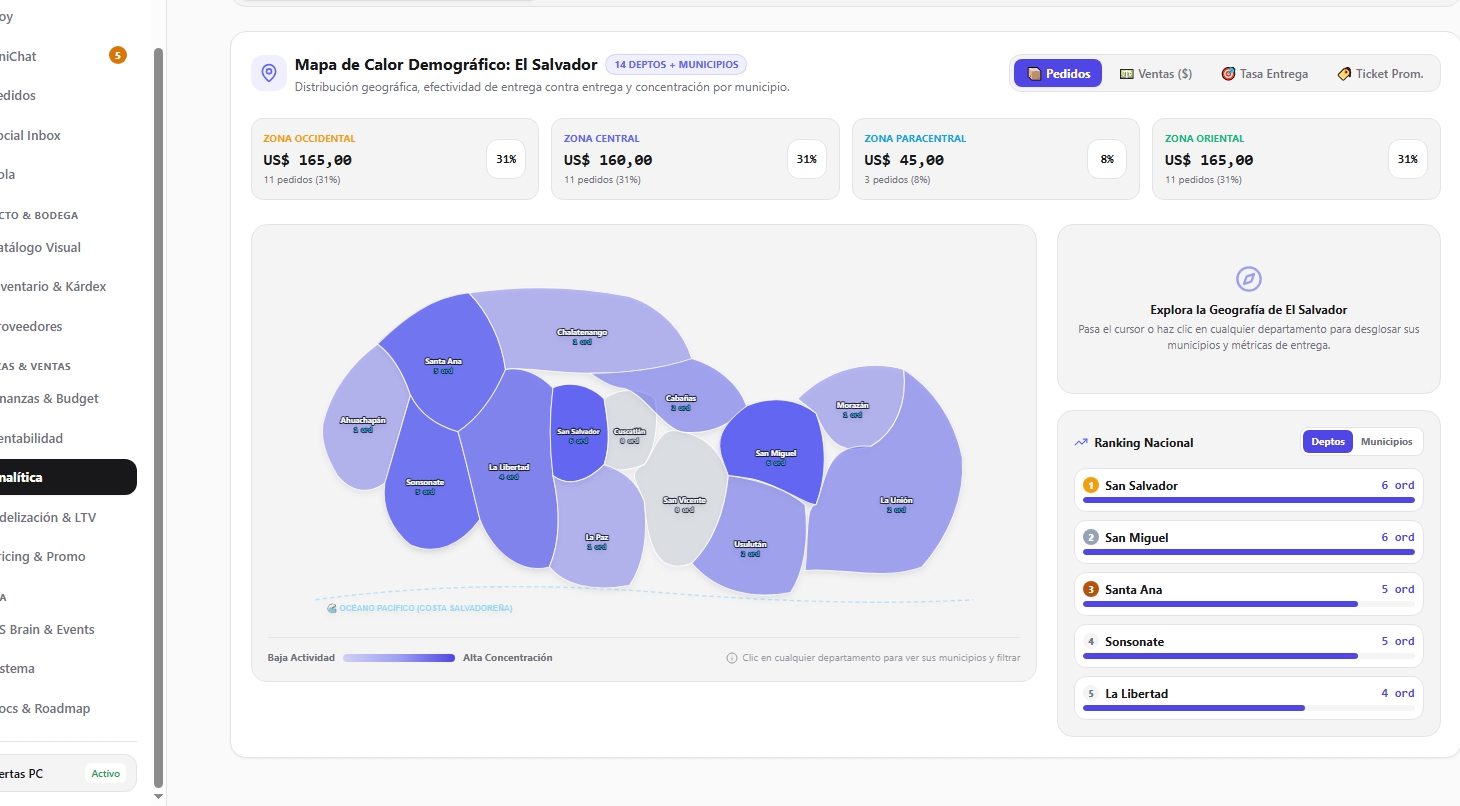 oy
niChat
5
edidos
ocial Inbox
ola
CTO & BODEGA
atálogo Visual
ventario & Kárdex
roveedores
ZAS & VENTAS
nanzas & Budget
entabilidad
nalítica
delización & LTV
ricing & Promo
A
S Brain & Events
stema
ocs & Roadmap
ertas PC
Activo
Mapa de Calor Demográfico: El Salvador
14 DEPTOS + MUNICIPIOS
Distribución geográfica, efectividad de entrega contra entrega y concentración por municipio.
Pedidos
Ventas ($)
Tasa Entrega
Ticket Prom.
ZONA OCCIDENTAL
US$ 165,00
11 pedidos (31%)
31%
ZONA CENTRAL
US$ 160,00
11 pedidos (31%)
31%
ZONA PARACENTRAL
US$ 45,00
3 pedidos (8%)
8%
ZONA ORIENTAL
US$ 165,00
11 pedidos (31%)
31%
Chalatenango
1 ord
Santa Ana
5 ord
Cabañas
2 ord
Morazán
1 ord
Ahuachapán
1 ord
San Salvador
6 ord
Cuscatlán
0 ord
San Miguel
6 ord
La Libertad
4 ord
Sonsonate
5 ord
San Vicente
0 ord
La Unión
2 ord
La Paz
1 ord
Usulután
2 ord
OCÉANO PACÍFICO (COSTA SALVADOREÑA)
Baja Actividad
Alta Concentración
Clic en cualquier departamento para ver sus municipios y filtrar
Explora la Geografía de El Salvador
Pasa el cursor o haz clic en cualquier departamento para desglosar sus
municipios y métricas de entrega.
Ranking Nacional
Deptos
Municipios
1 San Salvador 6 ord
2 San Miguel 6 ord
3 Santa Ana 5 ord
4 Sonsonate 5 ord
5 La Libertad 4 ord